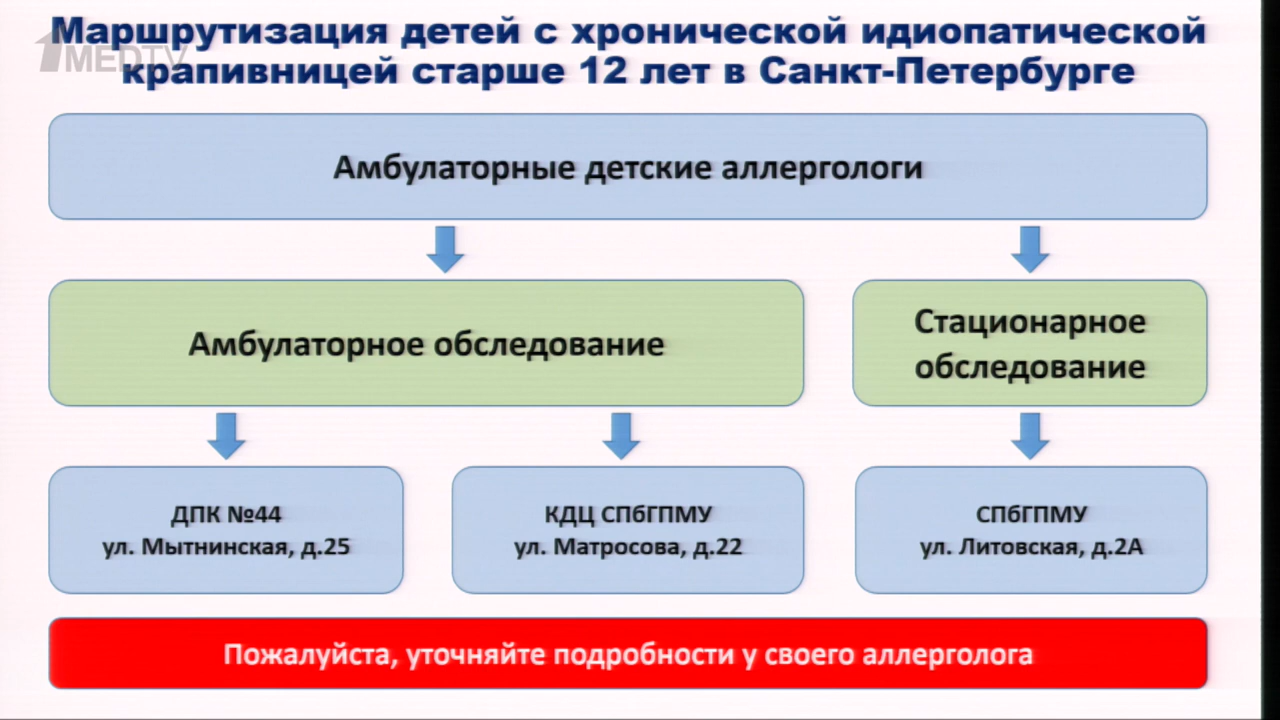 Маршрутизация детей с хронической идиопатической
крапивницей старше 12 лет в Санкт-Петербурге
1MEDTV
Амбулаторные детские аллергологи
Амбулаторное обследование
Стационарное
обследование
ДПК №44
ул. Мытнинская, д.25
КДЦ СПбГПМУ
ул. Матросова, д.22
СПбГПМУ
ул. Литовская, д.2А
Пожалуйста, уточняйте подробности у своего аллерголога